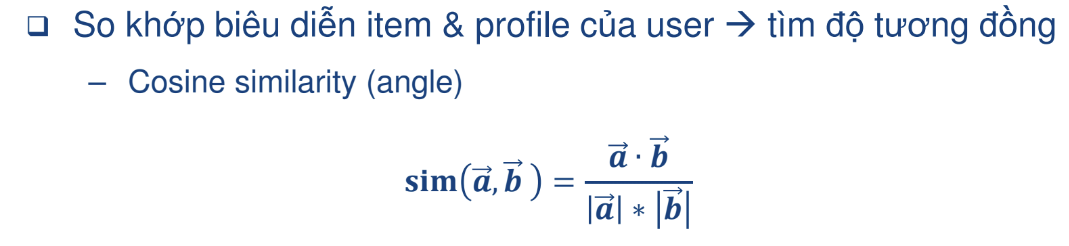 ❑ So khớp biêu diễn item & profile của user → tìm độ tương đồng
– Cosine similarity (angle)
sim(a⃗, b⃗ ) = a⃗ · b⃗ / |a⃗| * |b⃗|